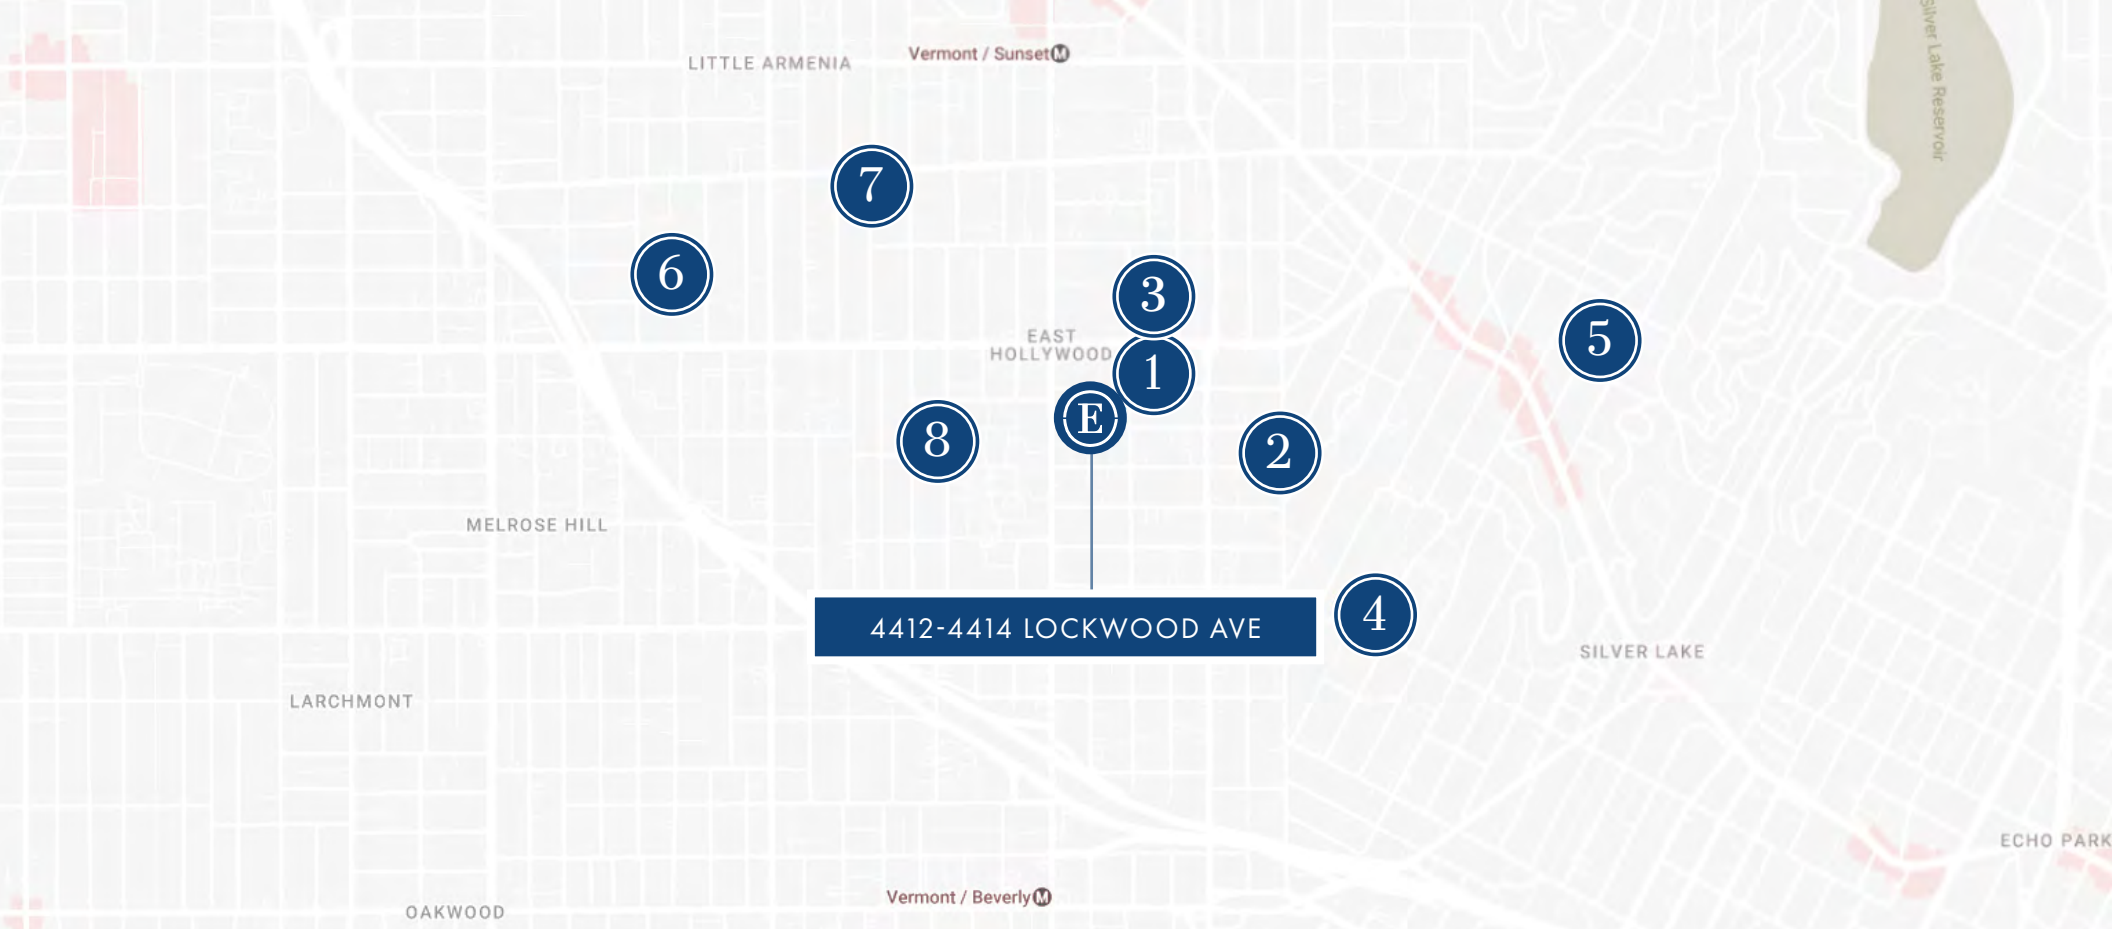 LITTLE ARMENIA
Vermont / Sunset M
Silver Lake Reservoir
7
6
3
EAST
HOLLYWOOD
1
5
E
8
2
MELROSE HILL
4412-4414 LOCKWOOD AVE
4
SILVER LAKE
LARCHMONT
ECHO PARK
Vermont / Beverly M
OAKWOOD